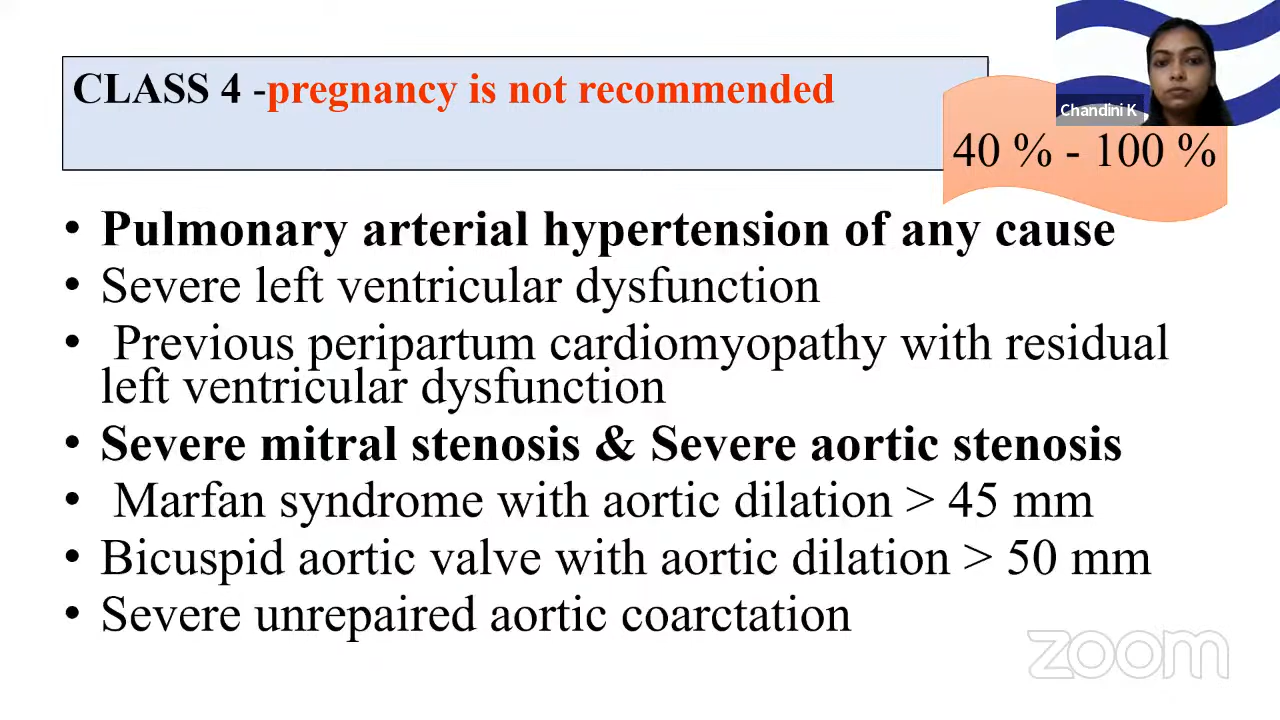 CLASS 4 -pregnancy is not recommended
Chandini K
40 % - 100 %
• Pulmonary arterial hypertension of any cause
• Severe left ventricular dysfunction
• Previous peripartum cardiomyopathy with residual
left ventricular dysfunction
• Severe mitral stenosis & Severe aortic stenosis
• Marfan syndrome with aortic dilation > 45 mm
• Bicuspid aortic valve with aortic dilation > 50 mm
• Severe unrepaired aortic coarctation
zoom